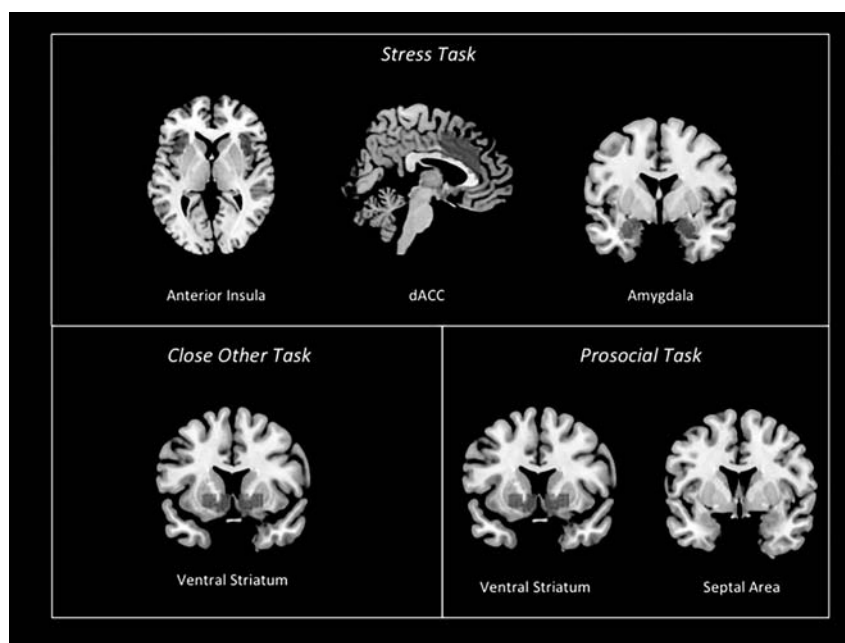 Stress Task
Anterior Insula
dACC
Amygdala
Close Other Task
Ventral Striatum
Prosocial Task
Ventral Striatum
Septal Area